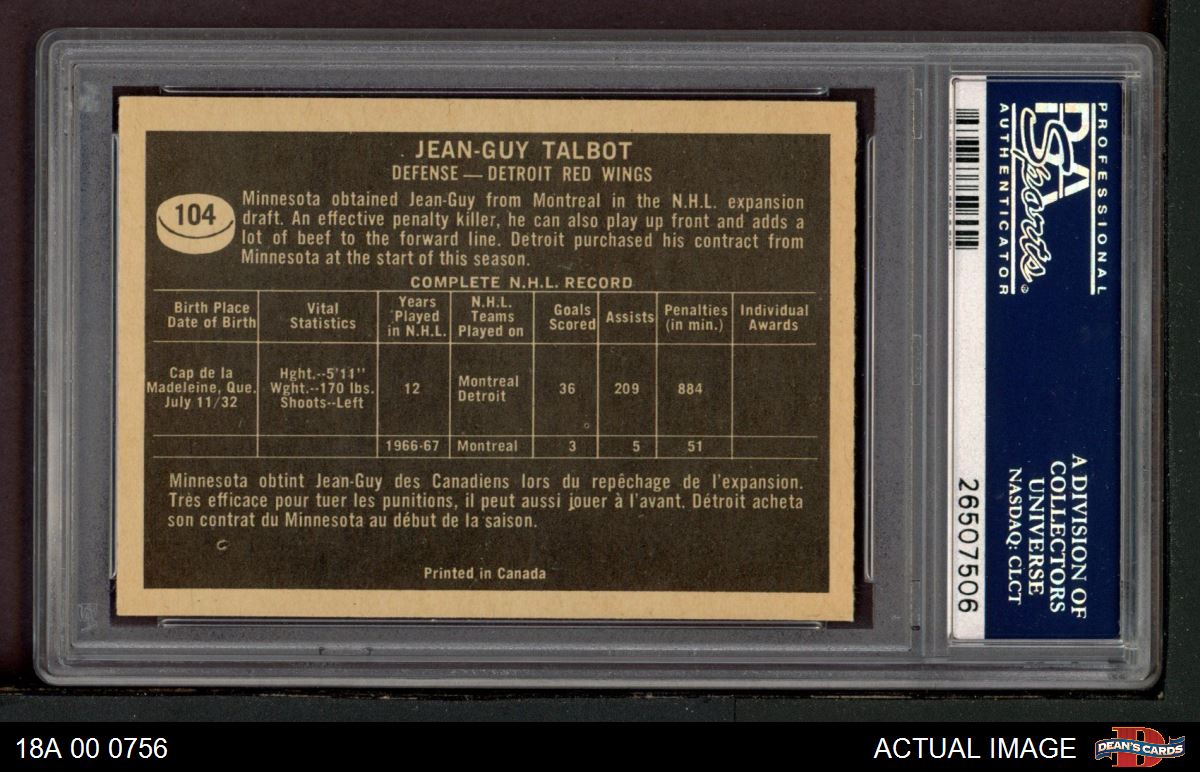 JEAN-GUY TALBOT
DEFENSE — DETROIT RED WINGS
104
Minnesota obtained Jean-Guy from Montreal in the N.H.L. expansion
draft. An effective penalty killer, he can also play up front and adds a
lot of beef to the forward line. Detroit purchased his contract from
Minnesota at the start of this season.
COMPLETE N.H.L. RECORD
Birth Place
Date of Birth
Vital
Statistics
Years
Played
in N.H.L.
N.H.L.
Teams
Played on
Goals
Scored
Assists
Penalties
(in min.)
Individual
Awards
Cap de la
Madeleine, Que.
July 11/32
Hght.--5'11"
Wght.--170 lbs.
Shoots--Left
12
Montreal
Detroit
36
209
884
1966-67
Montreal
3
5
51
Minnesota obtint Jean-Guy des Canadiens lors du repêchage de l'expansion.
Très efficace pour tuer les punitions, il peut aussi jouer à l'avant. Détroit acheta
son contrat du Minnesota au début de la saison.
Printed in Canada
PROFESSIONAL
PSA
Sports
AUTHENTICATOR
A DIVISION OF
COLLECTORS
UNIVERSE
NASDAQ: CLCT
26507506
18A 00 0756
ACTUAL IMAGE
DEAN'S CARDS